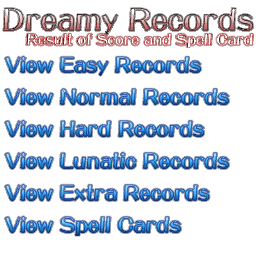 Dreamy Records
Result of Score and Spell Card
View Easy Records
View Normal Records
View Hard Records
View Lunatic Records
View Extra Records
View Spell Cards